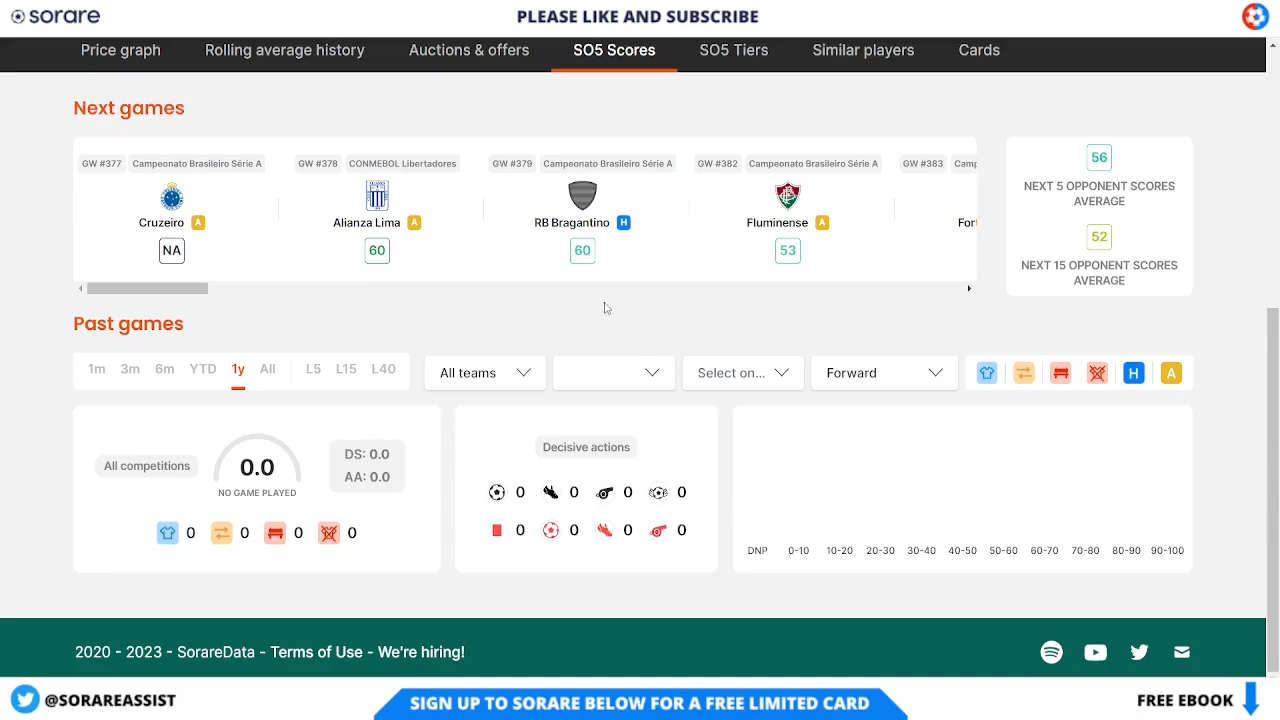 sorare
PLEASE LIKE AND SUBSCRIBE
Price graph Rolling average history Auctions & offers SO5 Scores SO5 Tiers Similar players Cards
Next games
GW #377 Campeonato Brasileiro Série A GW #378 CONMEBOL Libertadores GW #379 Campeonato Brasileiro Série A GW #382 Campeonato Brasileiro Série A GW #383 Camp
Cruzeiro A Alianza Lima A RB Bragantino H Fluminense A For
NA 60 60 53
56
NEXT 5 OPPONENT SCORES
AVERAGE
52
NEXT 15 OPPONENT SCORES
AVERAGE
Past games
1m 3m 6m YTD 1y All L5 L15 L40 All teams Select on... Forward H A
All competitions 0.0 DS: 0.0
AA: 0.0
NO GAME PLAYED
0 0 0 0
Decisive actions
0 0 0 0
0 0 0 0
DNP 0-10 10-20 20-30 30-40 40-50 50-60 60-70 70-80 80-90 90-100
2020 - 2023 - SorareData - Terms of Use - We're hiring!
@SORAREASSIST
SIGN UP TO SORARE BELOW FOR A FREE LIMITED CARD
FREE EBOOK